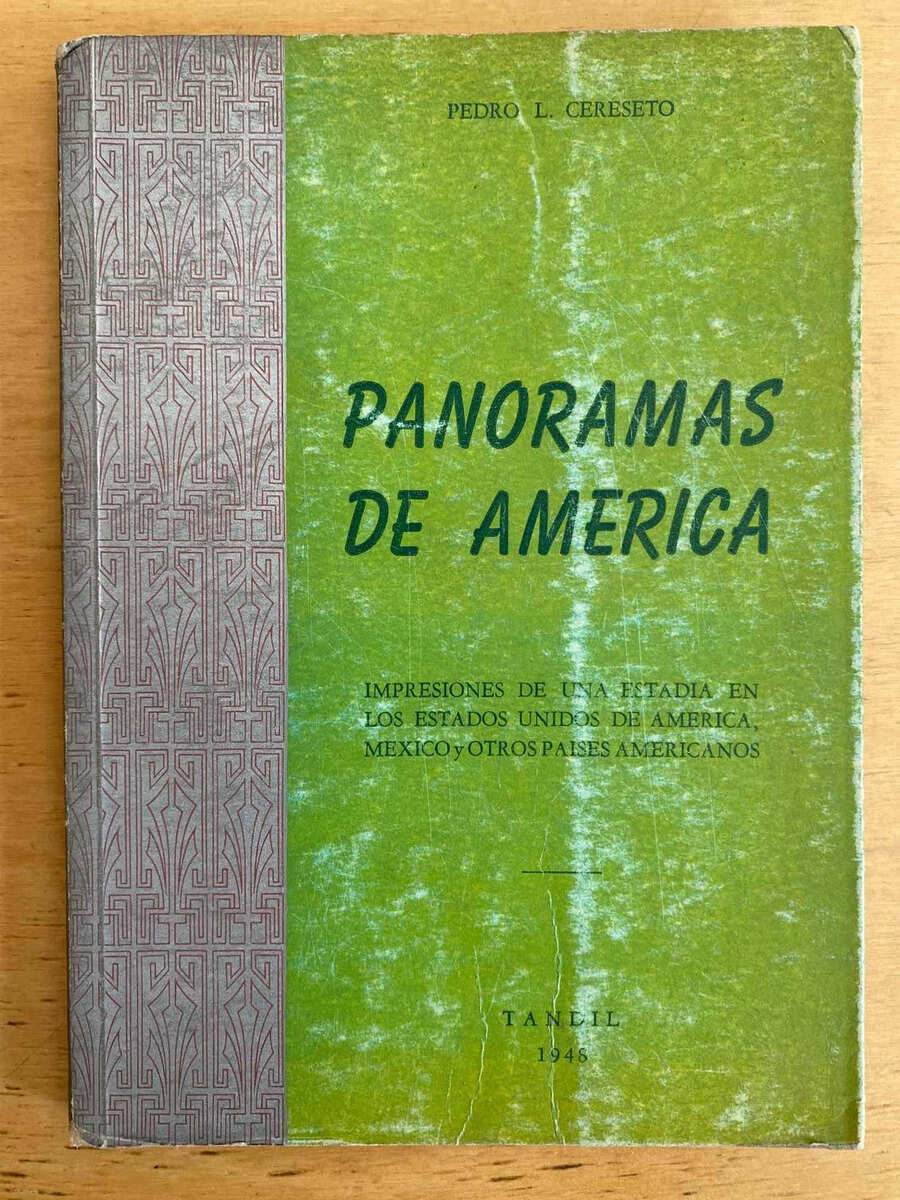 PEDRO L. CERESETO
PANORAMAS
DE AMERICA
IMPRESIONES DE UNA ESTADIA EN
LOS ESTADOS UNIDOS DE AMERICA,
MEXICO y OTROS PAISES AMERICANOS
TANDIL
1948